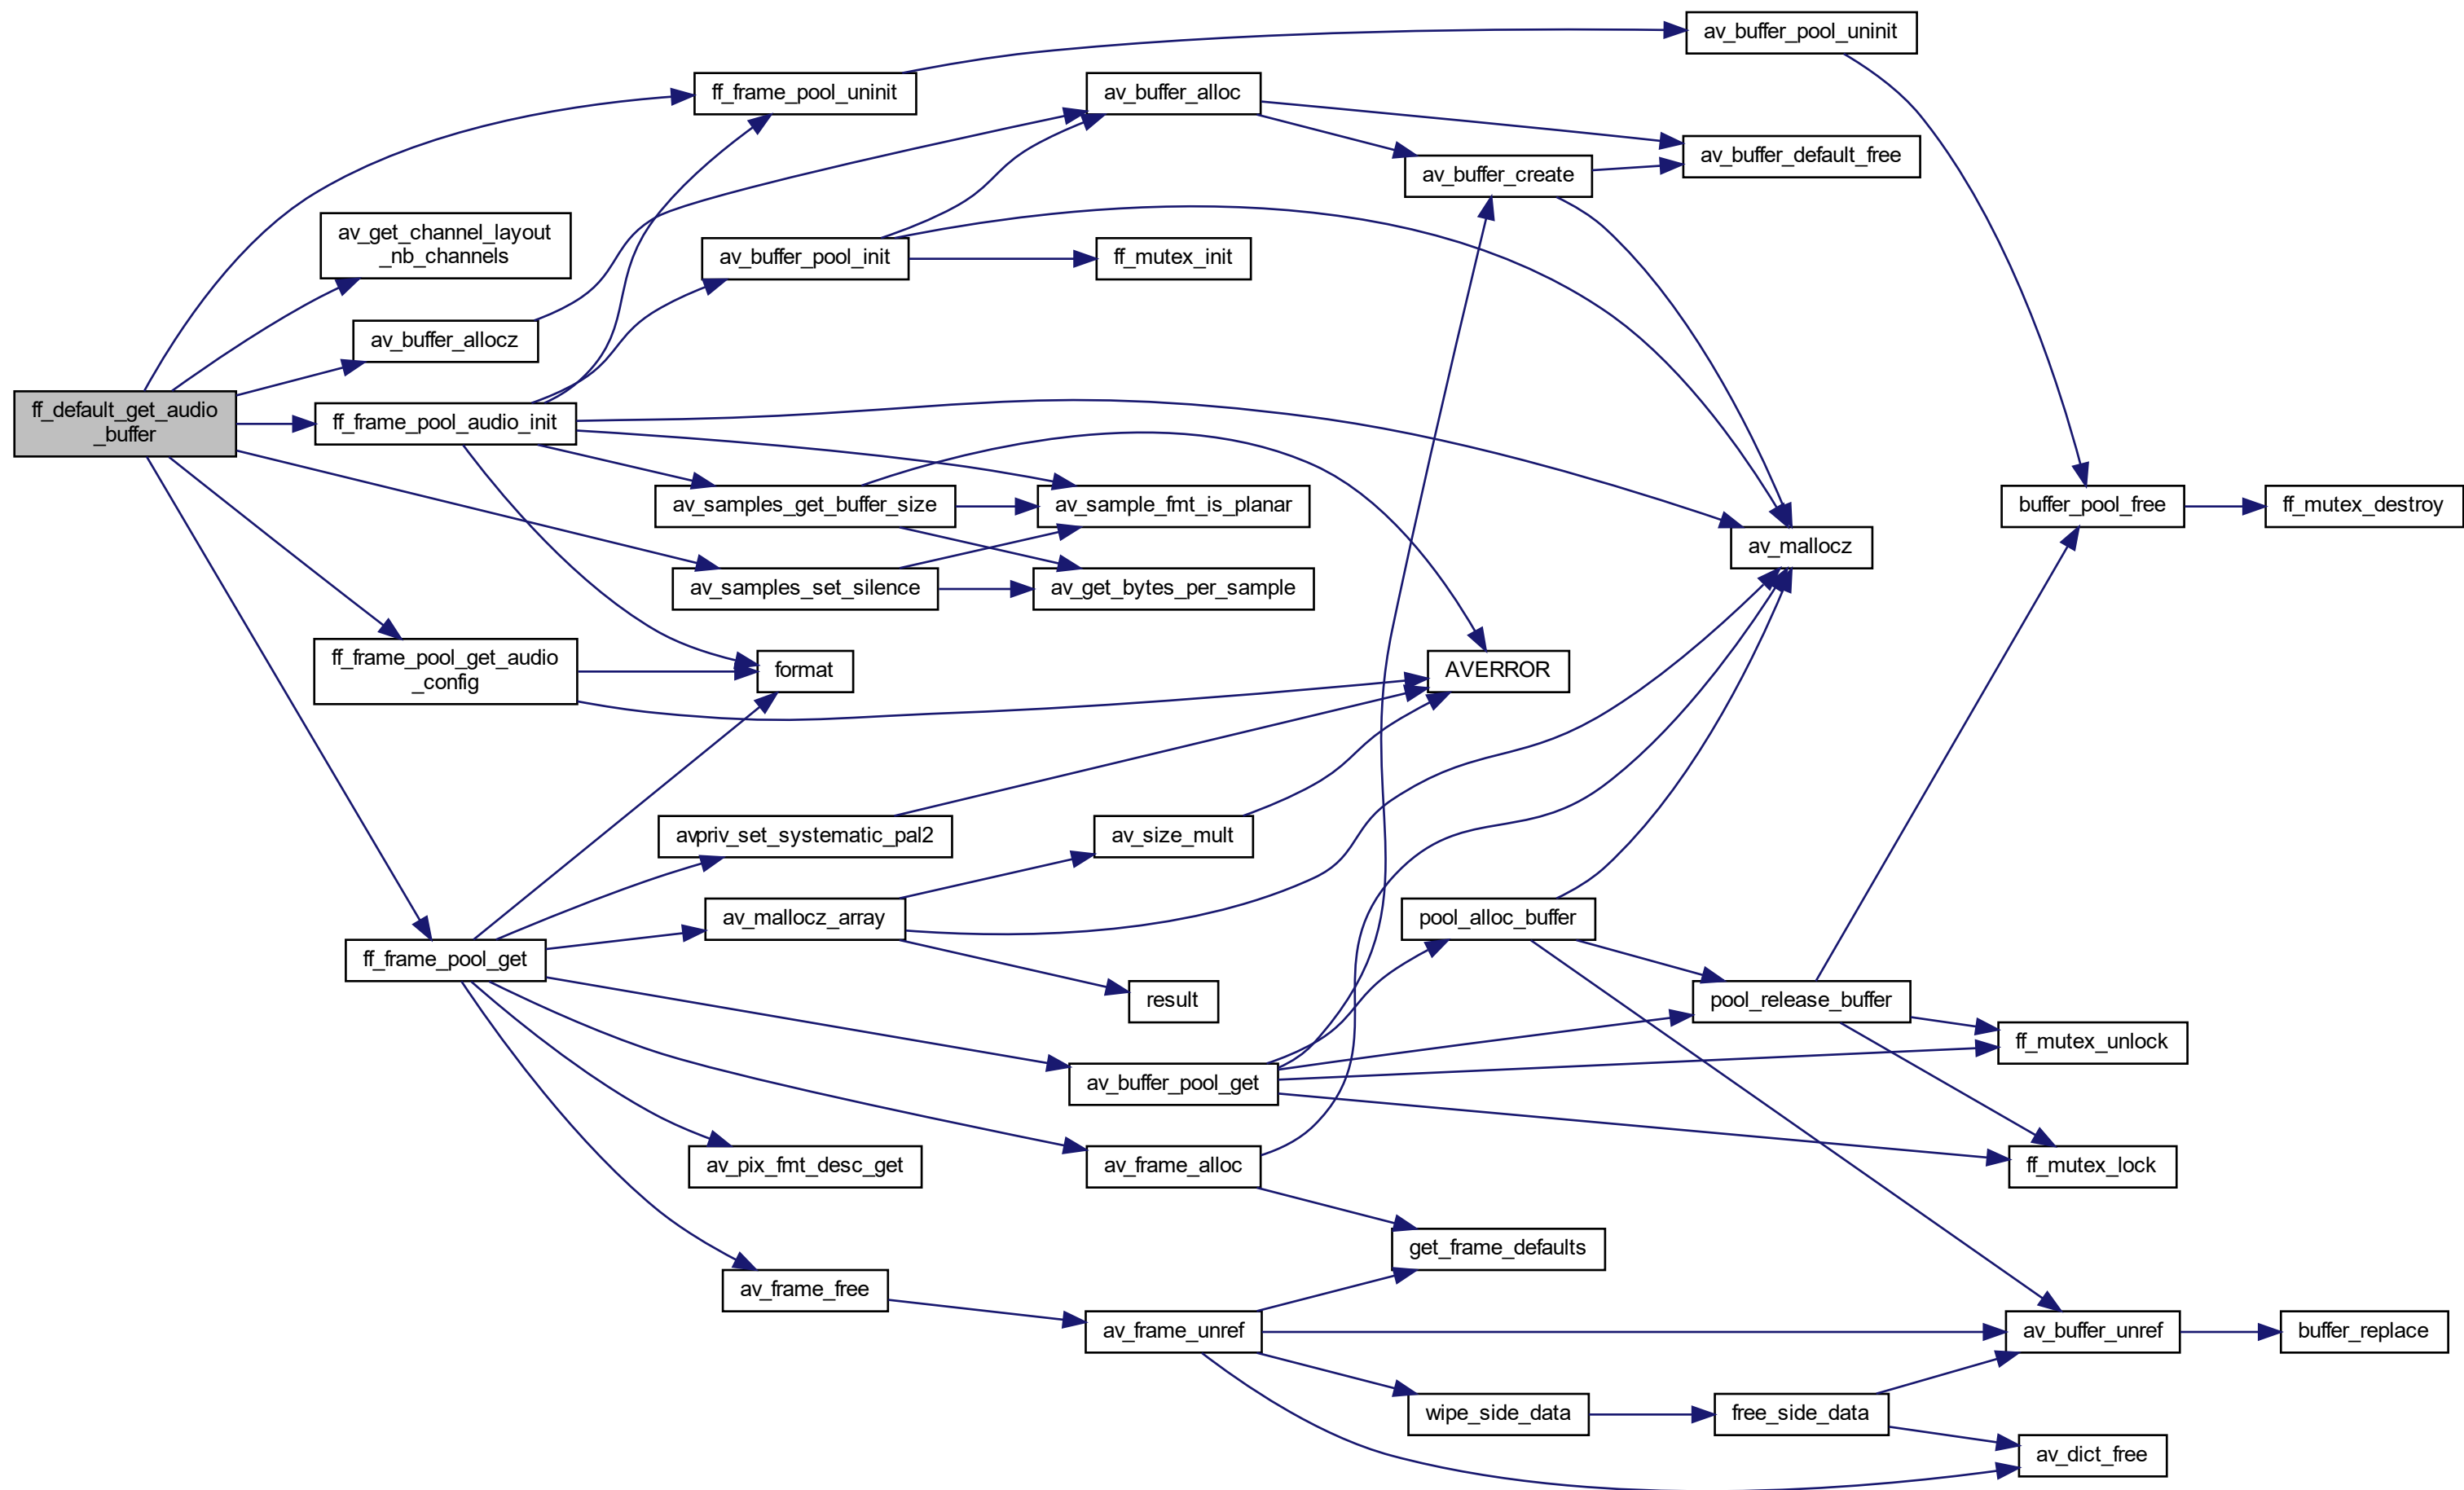 av_buffer_pool_uninit
ff_frame_pool_uninit
av_buffer_alloc
av_buffer_default_free
av_buffer_create
av_get_channel_layout
_nb_channels
av_buffer_pool_init
ff_mutex_init
av_buffer_allocz
ff_default_get_audio
_buffer
ff_frame_pool_audio_init
av_samples_get_buffer_size
av_sample_fmt_is_planar
buffer_pool_free
ff_mutex_destroy
av_mallocz
av_samples_set_silence
av_get_bytes_per_sample
ff_frame_pool_get_audio
_config
format
AVERROR
avpriv_set_systematic_pal2
av_size_mult
av_mallocz_array
pool_alloc_buffer
ff_frame_pool_get
result
pool_release_buffer
ff_mutex_unlock
av_buffer_pool_get
av_pix_fmt_desc_get
av_frame_alloc
ff_mutex_lock
get_frame_defaults
av_frame_free
av_frame_unref
av_buffer_unref
buffer_replace
wipe_side_data
free_side_data
av_dict_free